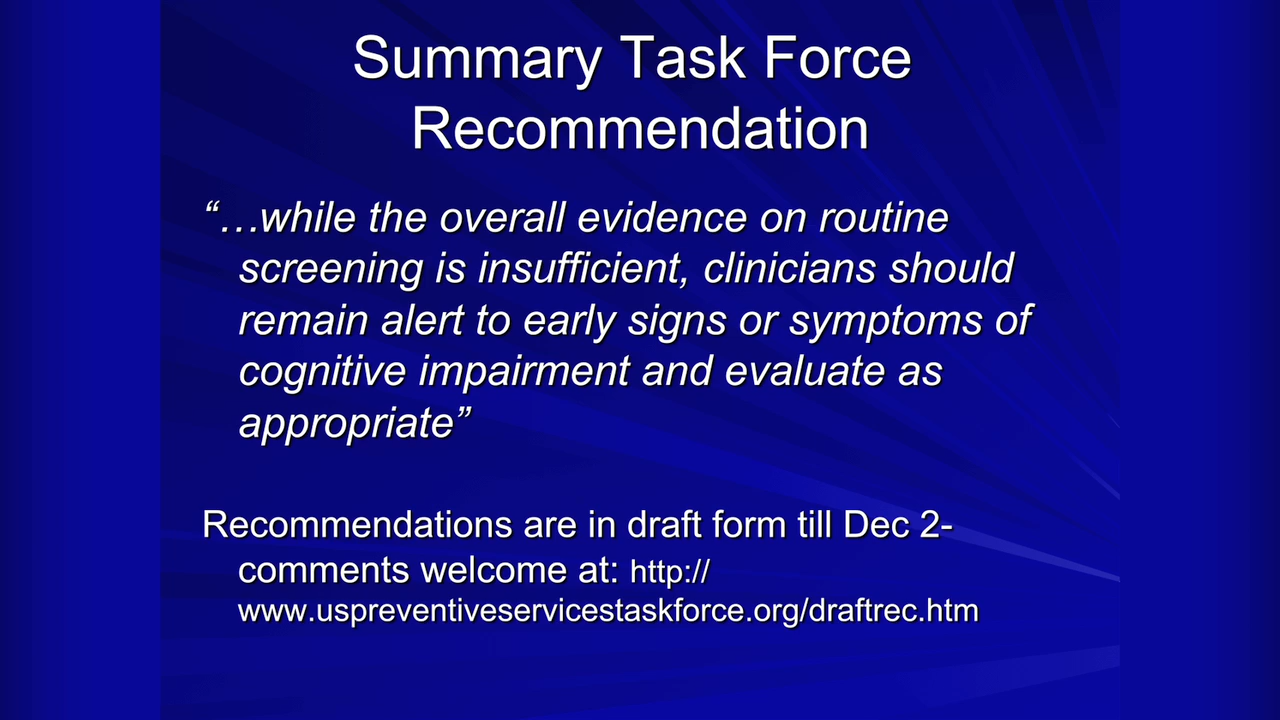 Summary Task Force
Recommendation
“…while the overall evidence on routine
screening is insufficient, clinicians should
remain alert to early signs or symptoms of
cognitive impairment and evaluate as
appropriate”
Recommendations are in draft form till Dec 2-
comments welcome at: http://
www.uspreventiveservicestaskforce.org/draftrec.htm